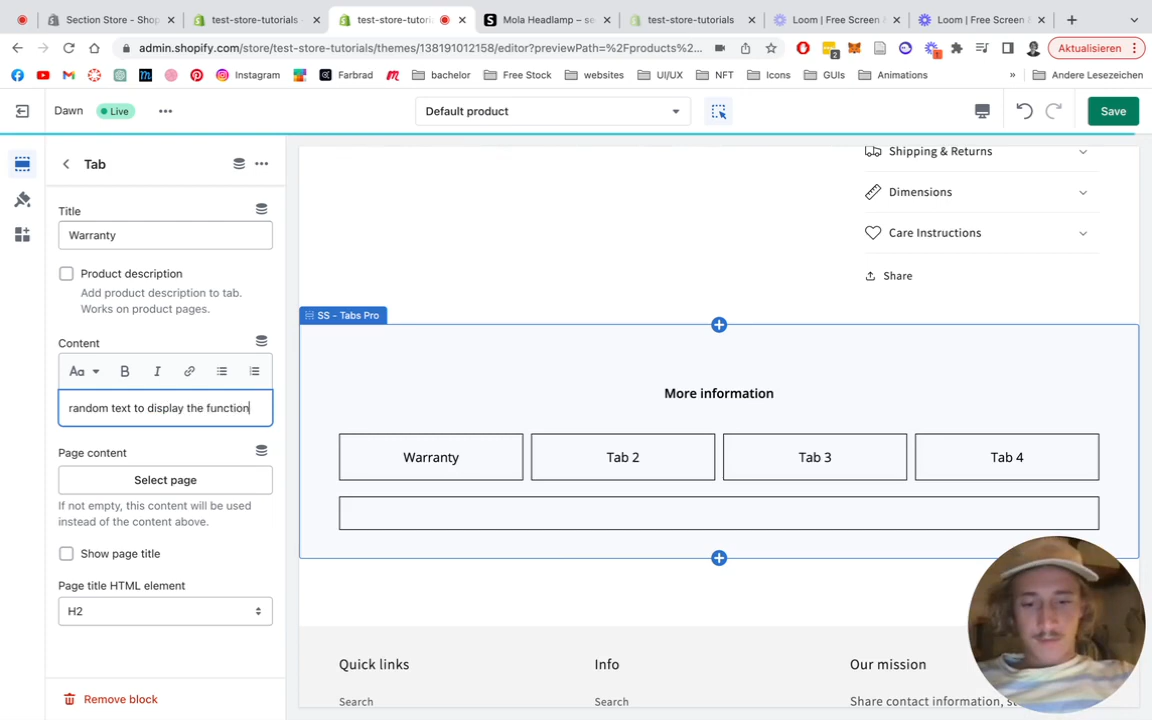 Section Store - Shop
test-store-tutorials
test-store-tutorial
Mola Headlamp – se
test-store-tutorials
Loom | Free Screen &
Loom | Free Screen &
admin.shopify.com/store/test-store-tutorials/themes/138191012158/editor?previewPath=%2Fproducts%2...
Aktualisieren
Instagram
Farbrad
bachelor
Free Stock
websites
UI/UX
NFT
Icons
GUIs
Animations
»
Andere Lesezeichen
Dawn
Live
Default product
Save
Tab
Title
Warranty
Product description
Add product description to tab.
Works on product pages.
Content
Aa
B
I
random text to display the function
Page content
Select page
If not empty, this content will be used
instead of the content above.
Show page title
Page title HTML element
H2
Remove block
Shipping & Returns
Dimensions
Care Instructions
Share
SS - Tabs Pro
More information
Warranty
Tab 2
Tab 3
Tab 4
Quick links
Info
Our mission
Search
Search
Share contact information, s